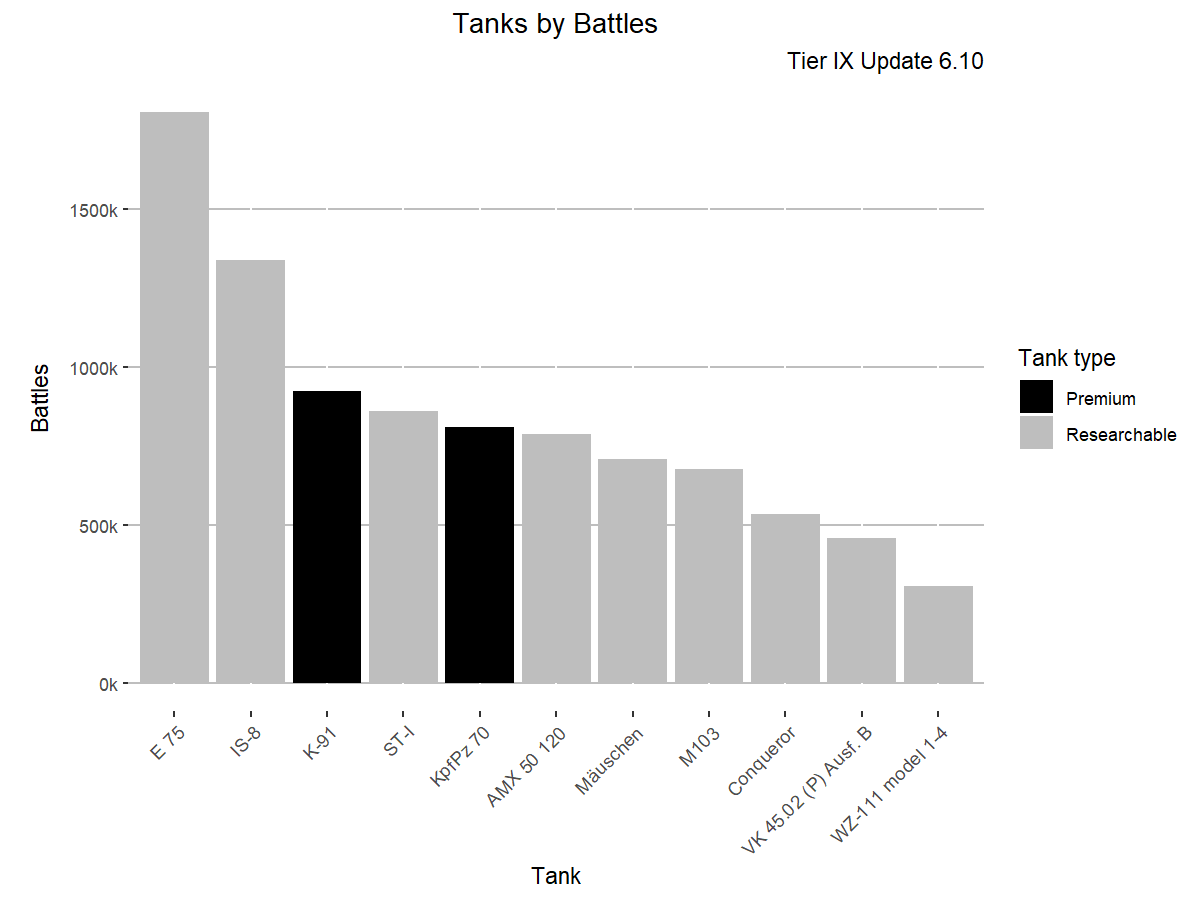 Tanks by Battles
Tier IX Update 6.10
Battles
1500k
1000k
500k
0k
E 75
IS-8
K-91
ST-I
KpfPz 70
AMX 50 120
Mäuschen
M103
Conqueror
VK 45.02 (P) Ausf. B
WZ-111 model 1-4
Tank
Tank type
Premium
Researchable